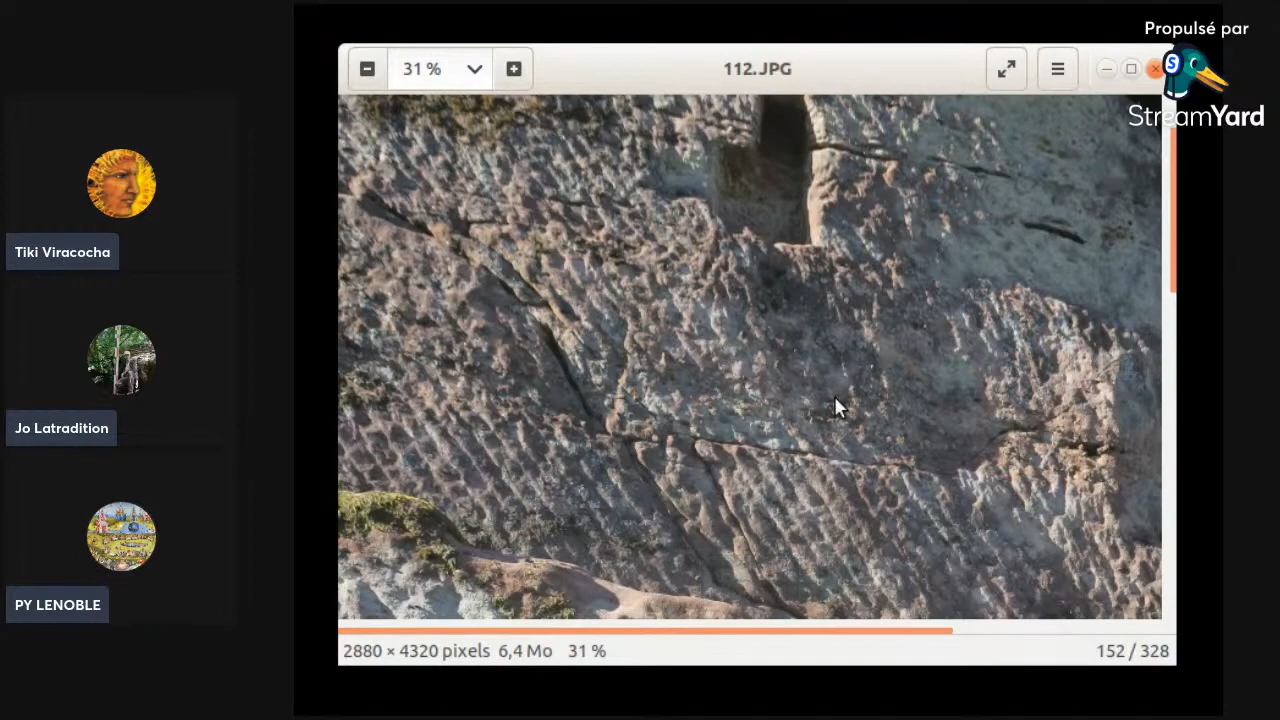 Propulsé par
StreamYard
31 %
112.JPG
Tiki Viracocha
Jo Latradition
PY LENOBLE
2880 × 4320 pixels 6,4 Mo 31 %
152 / 328